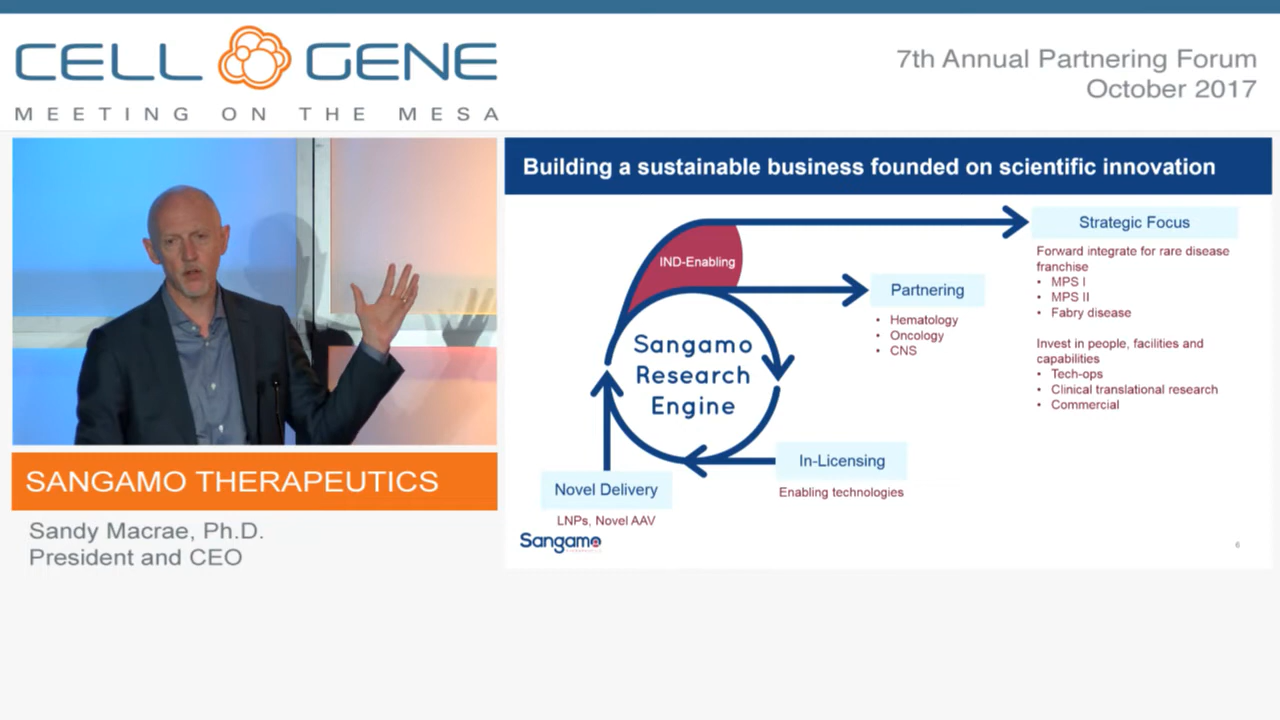 CELL GENE
MEETING ON THE MESA
7th Annual Partnering Forum
October 2017
Building a sustainable business founded on scientific innovation
IND-Enabling
Sangamo
Research
Engine
Strategic Focus
Forward integrate for rare disease
franchise
• MPS I
• MPS II
• Fabry disease
Invest in people, facilities and
capabilities
• Tech-ops
• Clinical translational research
• Commercial
Partnering
• Hematology
• Oncology
• CNS
In-Licensing
Enabling technologies
Novel Delivery
LNPs, Novel AAV
Sangamo
6
SANGAMO THERAPEUTICS
Sandy Macrae, Ph.D.
President and CEO